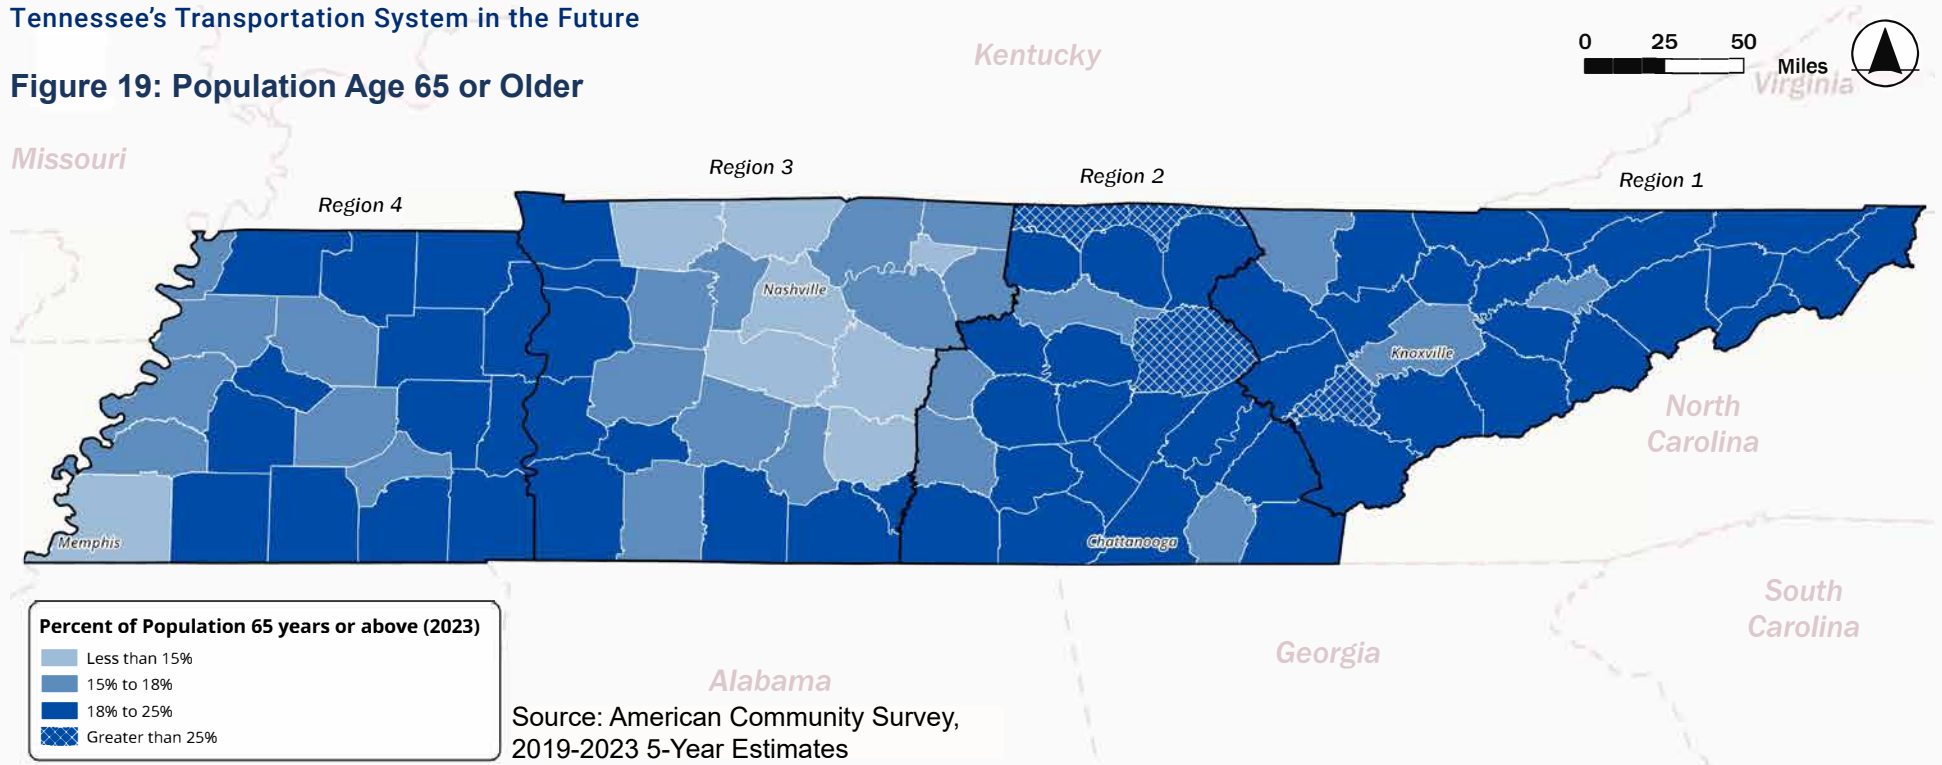 Tennessee’s Transportation System in the Future
Figure 19: Population Age 65 or Older
0 25 50
Miles
Kentucky
Virginia
Missouri
Region 4
Region 3
Region 2
Region 1
Nashville
Knoxville
Memphis
Chattanooga
North
Carolina
South
Carolina
Georgia
Alabama
Percent of Population 65 years or above (2023)
Less than 15%
15% to 18%
18% to 25%
Greater than 25%
Source: American Community Survey,
2019-2023 5-Year Estimates